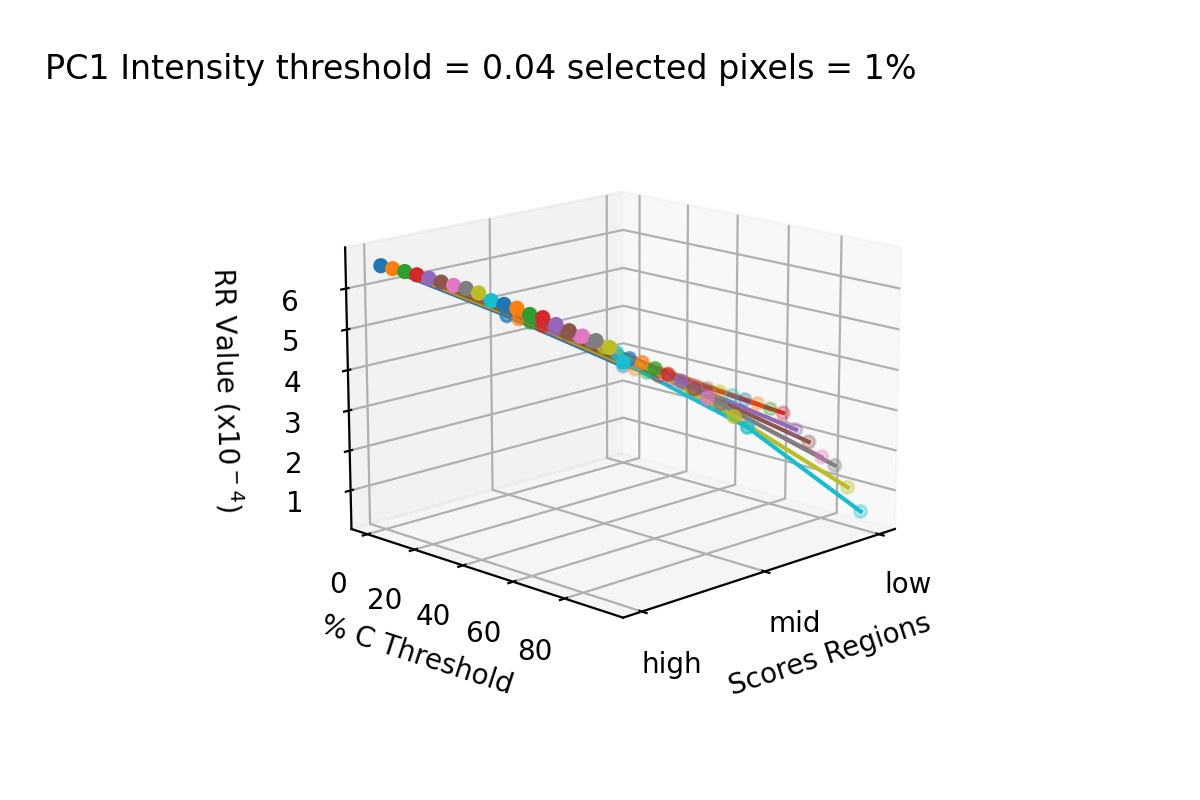 PC1 Intensity threshold = 0.04 selected pixels = 1%
RR Value (x10⁻⁴)
6
5
4
3
2
1
0
20
40
60
80
% C Threshold
high
mid
low
Scores Regions